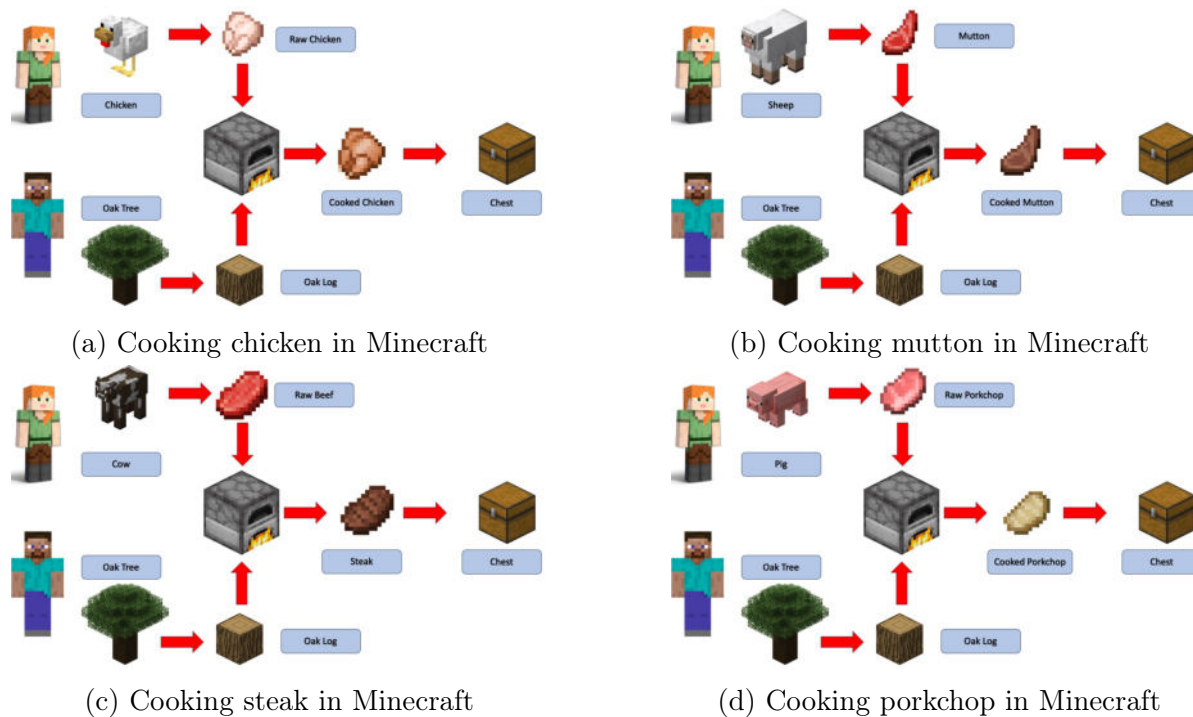 Raw Chicken
Chicken
Cooked Chicken
Chest
Oak Tree
Oak Log
(a) Cooking chicken in Minecraft
Mutton
Sheep
Cooked Mutton
Chest
Oak Tree
Oak Log
(b) Cooking mutton in Minecraft
Raw Beef
Cow
Steak
Chest
Oak Tree
Oak Log
(c) Cooking steak in Minecraft
Raw Porkchop
Pig
Cooked Porkchop
Chest
Oak Tree
Oak Log
(d) Cooking porkchop in Minecraft